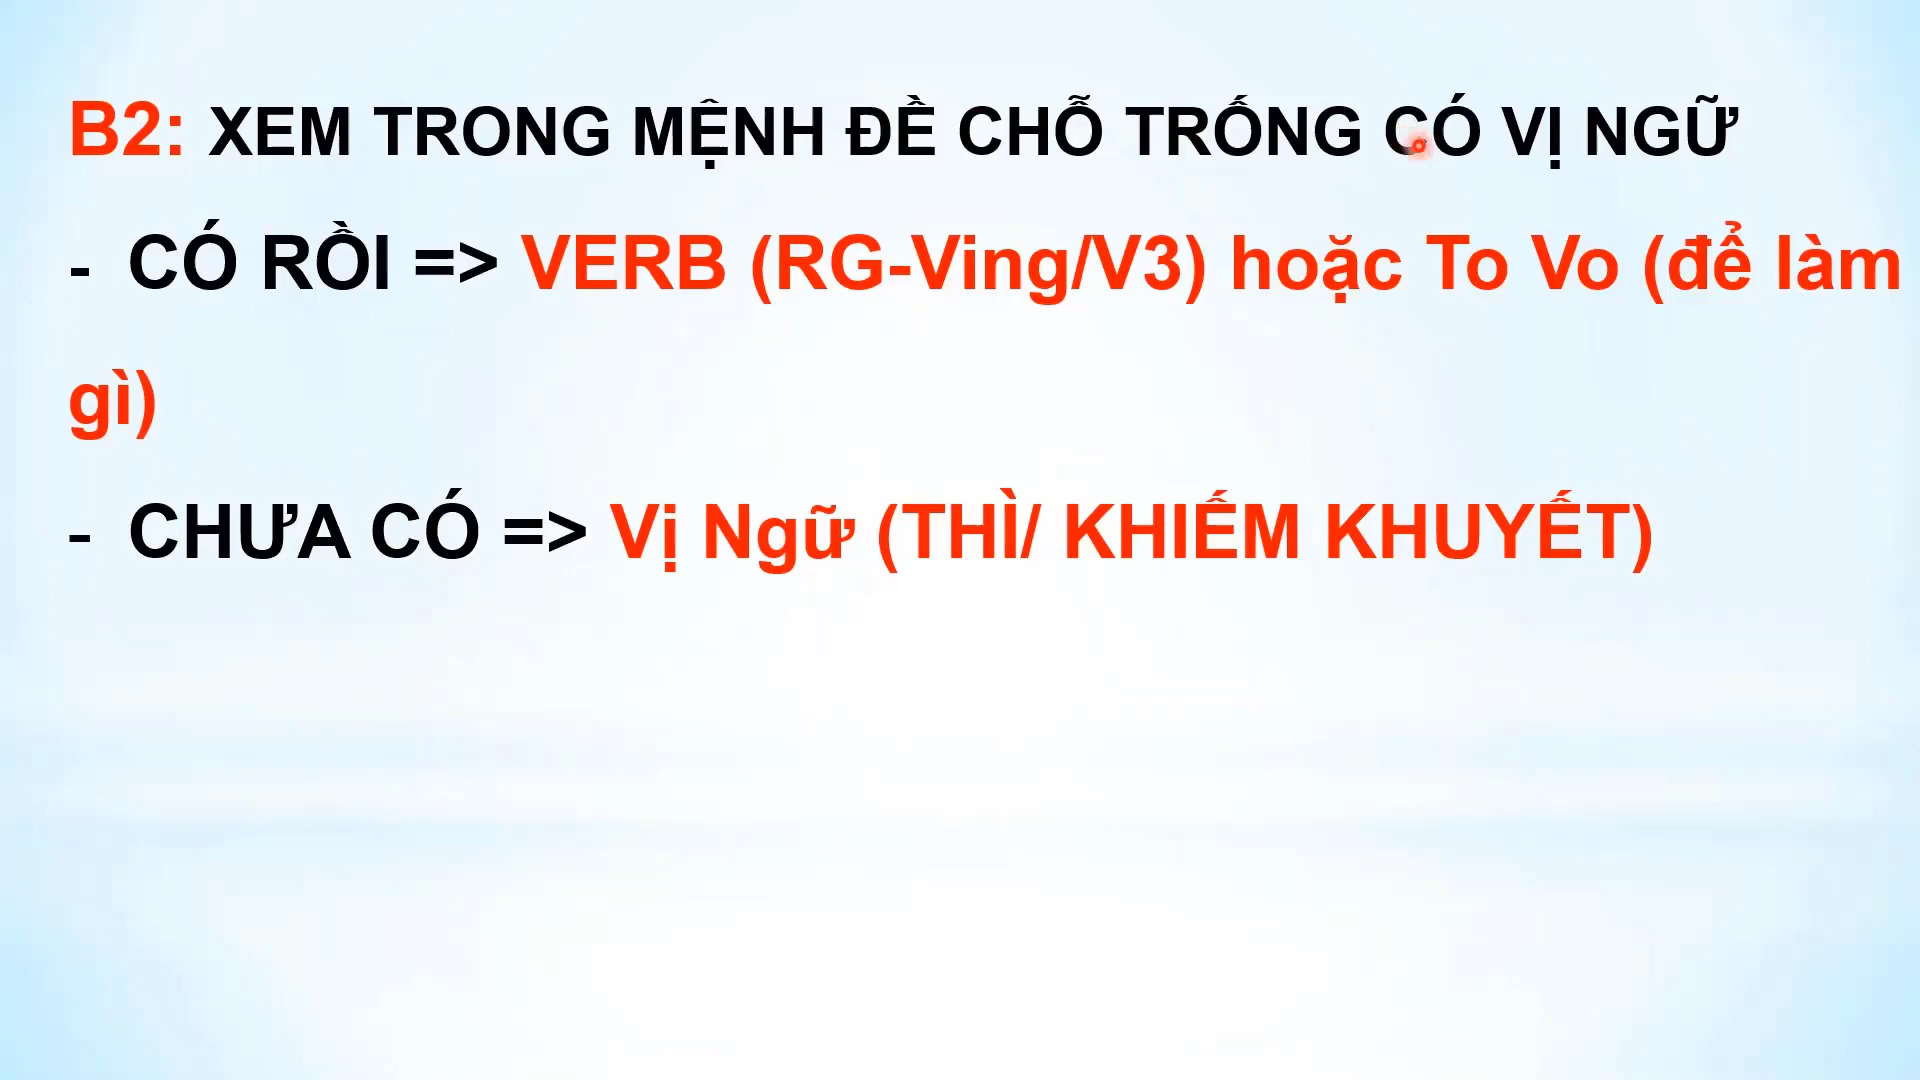 B2: XEM TRONG MỆNH ĐỀ CHỖ TRỐNG CÓ VỊ NGỮ
- CÓ RỒI => VERB (RG-Ving/V3) hoặc To Vo (để làm
gì)
- CHƯA CÓ => Vị Ngữ (THÌ/ KHIẾM KHUYẾT)